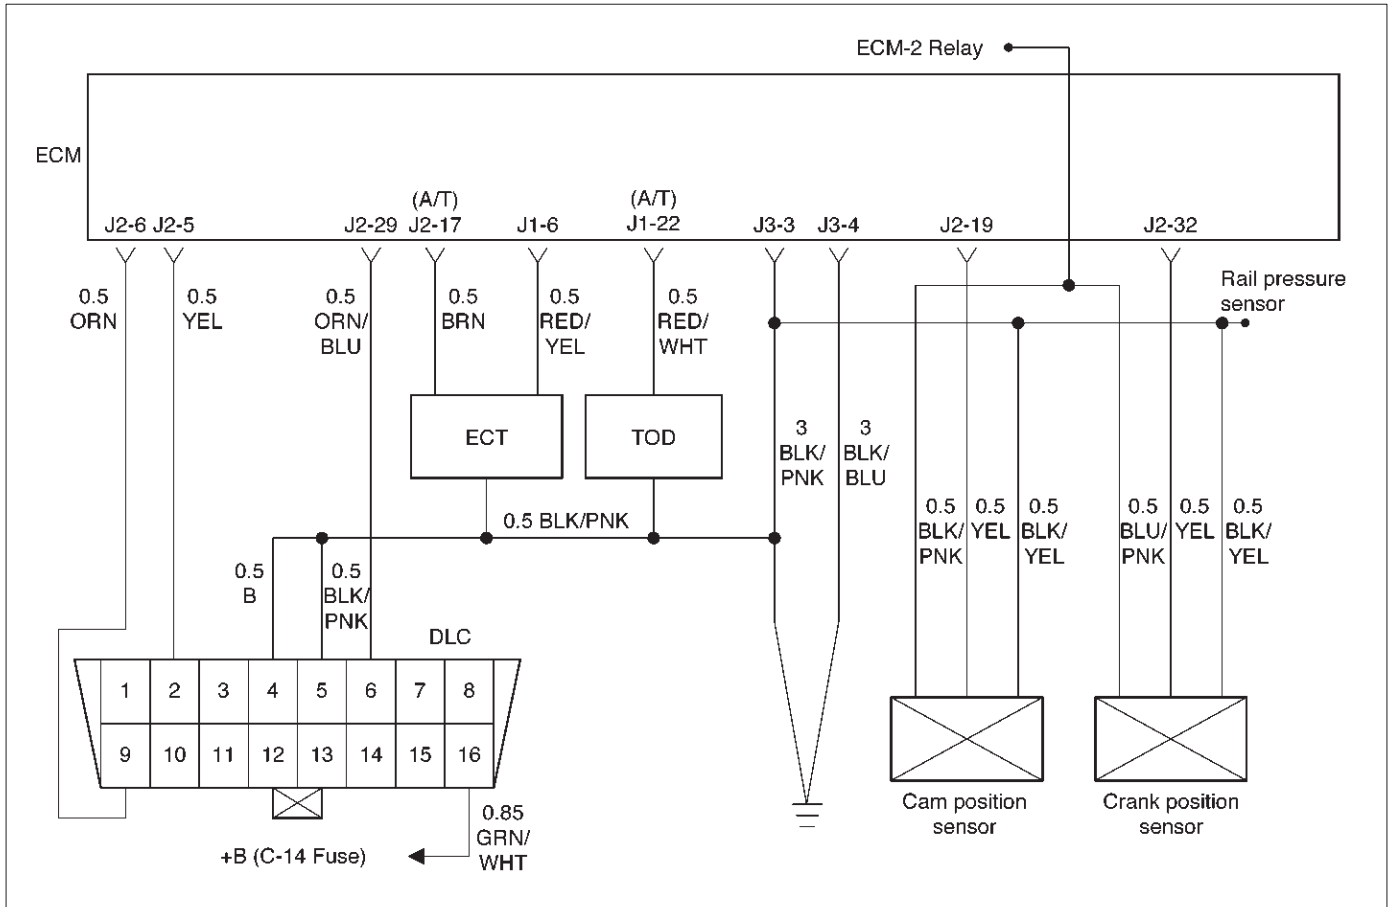 ECM-2 Relay
ECM
(A/T)
(A/T)
J2-6 J2-5 J2-29 J2-17 J1-6 J1-22 J3-3 J3-4 J2-19 J2-32
Rail pressure
sensor
0.5
ORN
0.5
YEL
0.5
ORN/
BLU
0.5
BRN
0.5
RED/
YEL
0.5
RED/
WHT
ECT
TOD
3
BLK/
PNK
3
BLK/
BLU
0.5
BLK/
PNK
0.5
YEL
0.5
BLK/
YEL
0.5
BLU/
PNK
0.5
YEL
0.5
BLK/
YEL
0.5 BLK/PNK
0.5
B
0.5
BLK/
PNK
DLC
1 2 3 4 5 6 7 8
9 10 11 12 13 14 15 16
Cam position
sensor
Crank position
sensor
0.85
GRN/
WHT
+B (C-14 Fuse)